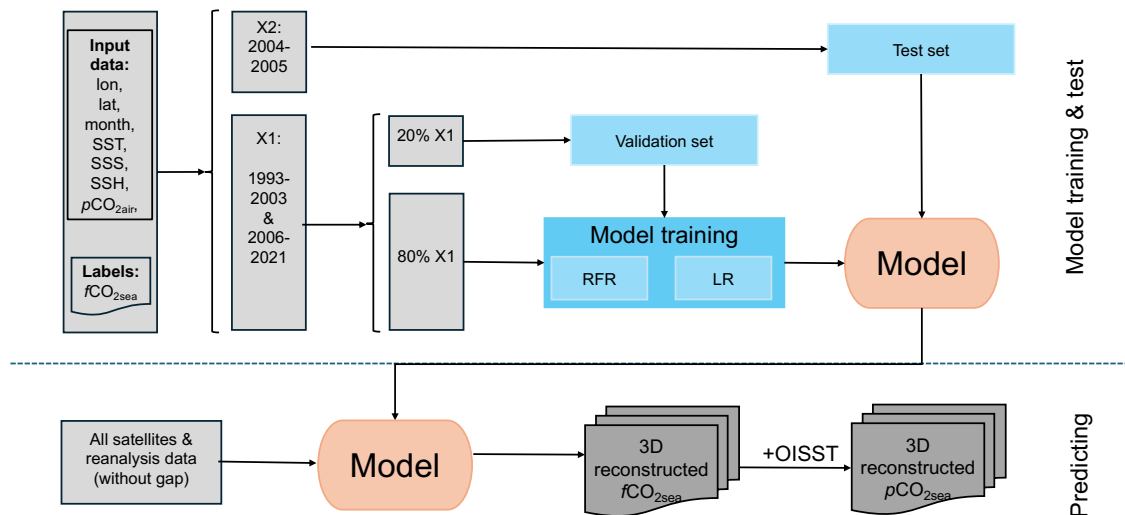 Input
data:
lon,
lat,
month,
SST,
SSS,
SSH,
pCO2air,
Labels:
fCO2sea
X2:
2004-
2005
X1:
1993-
2003
&
2006-
2021
20% X1
80% X1
Test set
Validation set
Model training
RFR
LR
Model
Model training & test
All satellites &
reanalysis data
(without gap)
Model
3D
reconstructed
fCO2sea
+OISST
3D
reconstructed
pCO2sea
Predicting